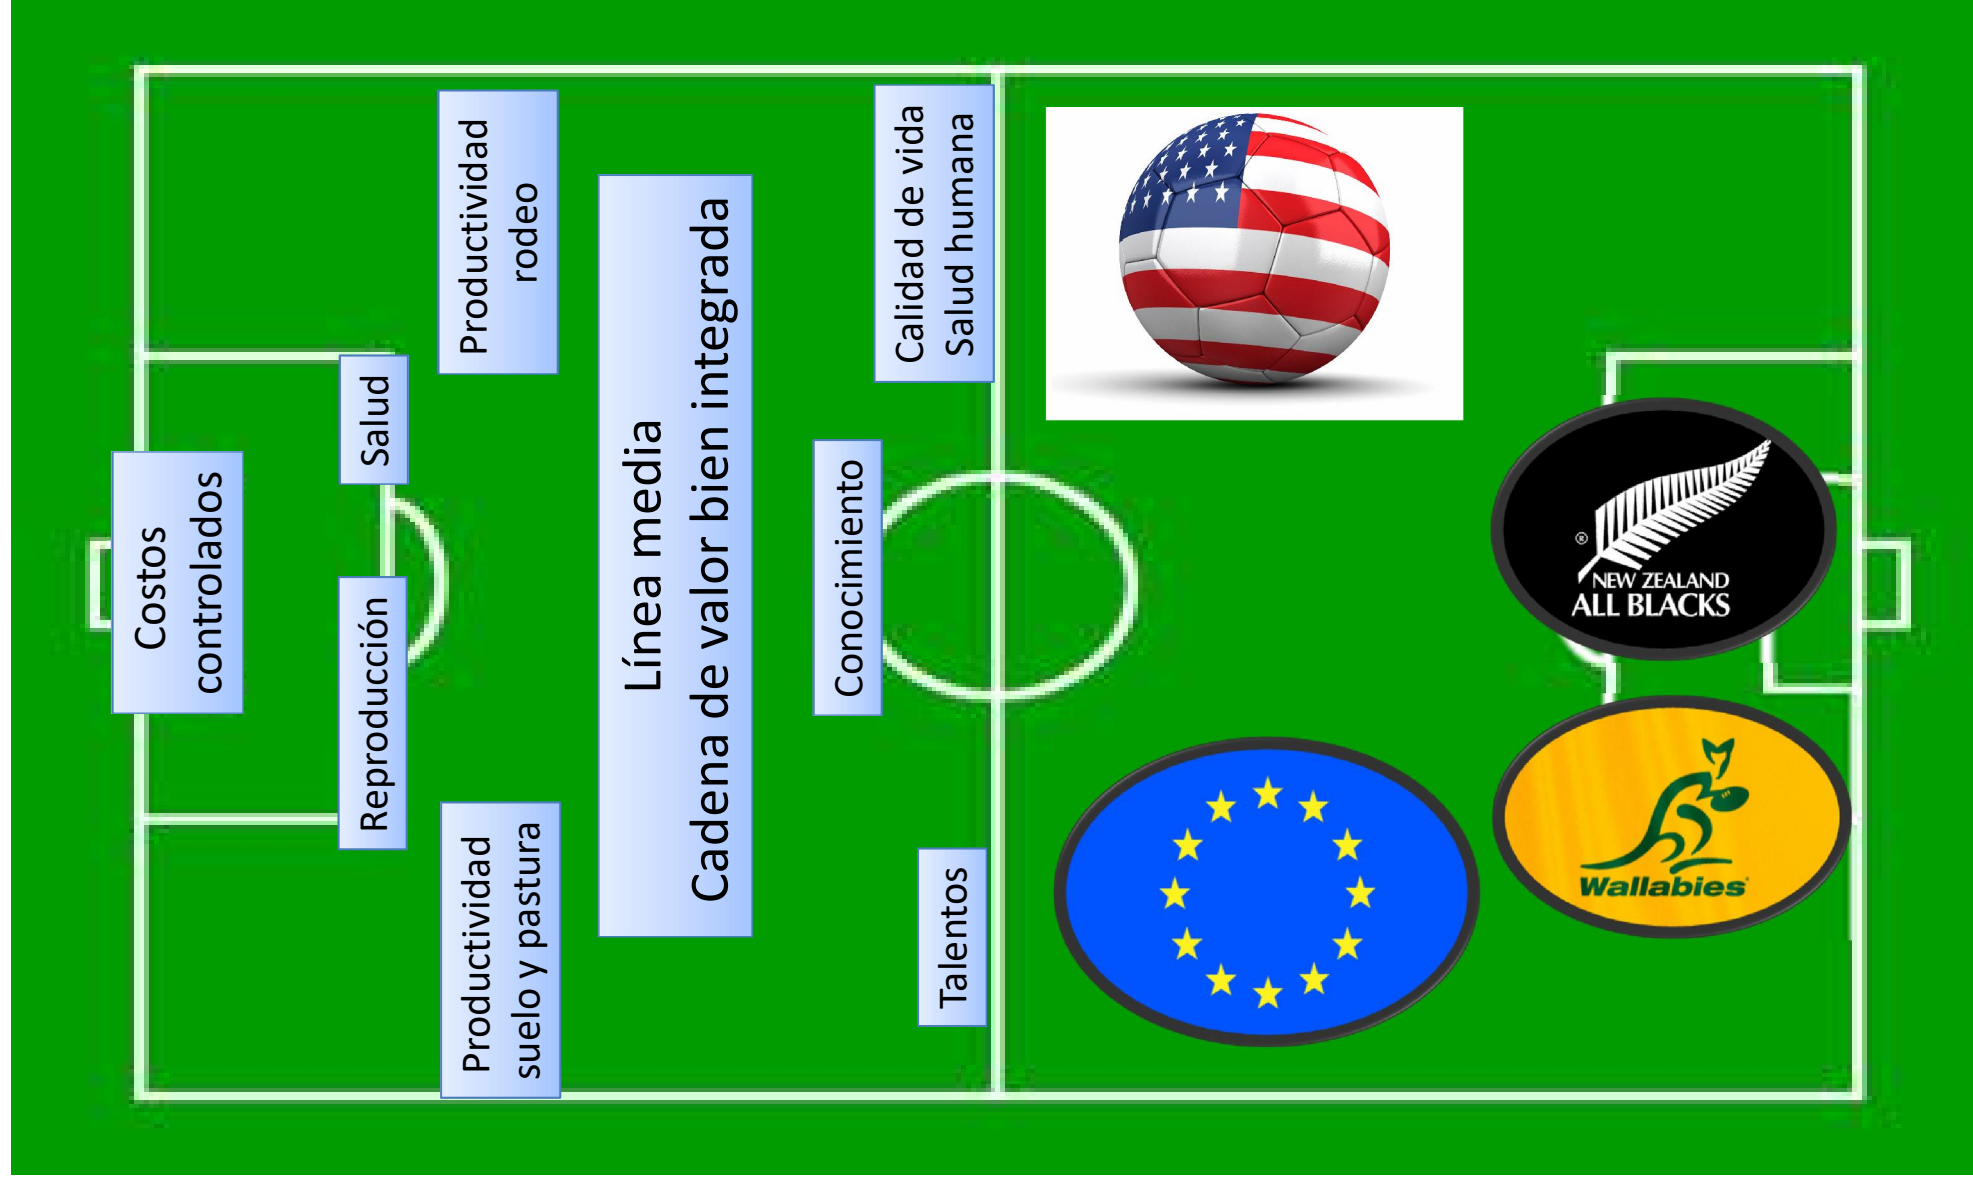 Costos
controlados
Salud
Reproducción
Productividad
rodeo
Productividad
suelo y pastura
Línea media
Cadena de valor bien integrada
Calidad de vida
Salud humana
Conocimiento
Talentos
®
NEW ZEALAND
ALL BLACKS
Wallabies